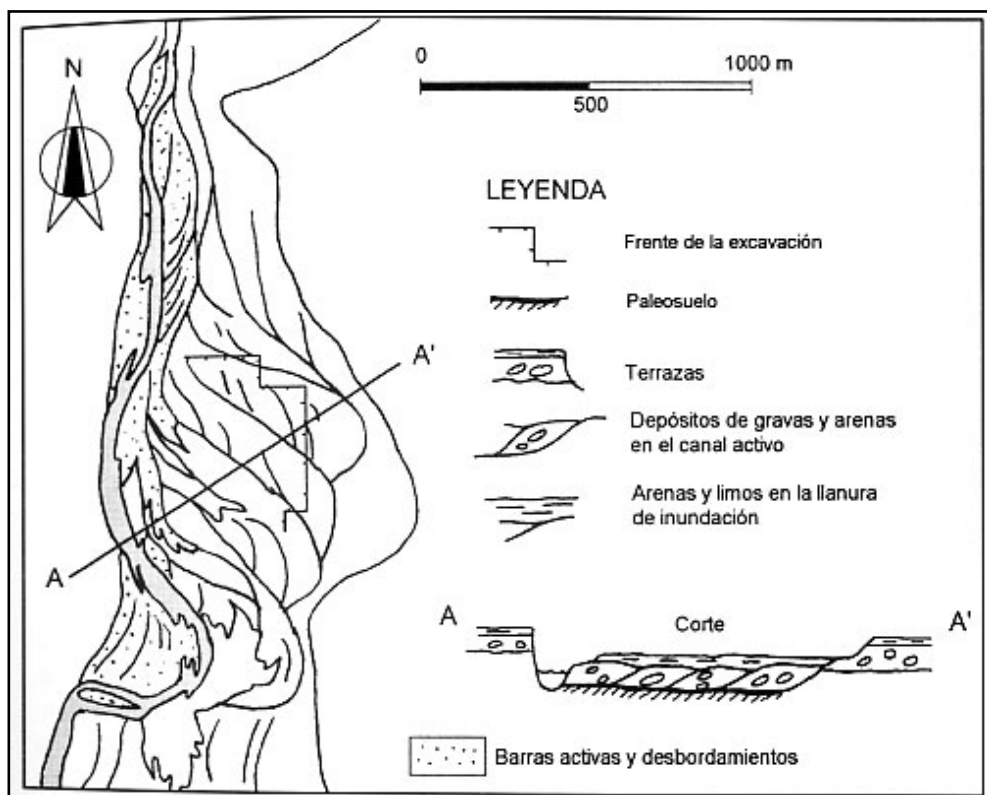 N
0
1000 m
500
LEYENDA
Frente de la excavación
Paleosuelo
Terrazas
Depósitos de gravas y arenas
en el canal activo
Arenas y limos en la llanura
de inundación
A'
A
A
Corte
A'
Barras activas y desbordamientos